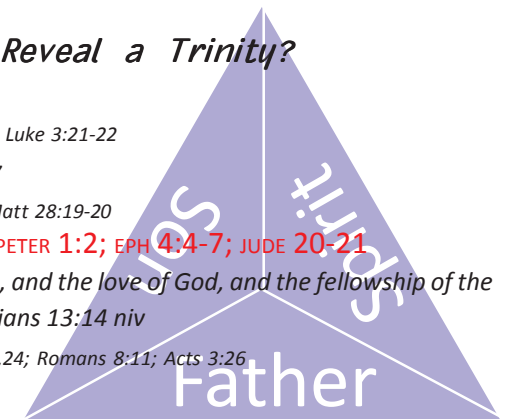 Reveal a Trinity?
Luke 3:21-22
Matt 28:19-20
PETER 1:2; EPH 4:4-7; JUDE 20-21
, and the love of God, and the fellowship of the
ians 13:14 niv
.24; Romans 8:11; Acts 3:26
Son
Spirit
Father